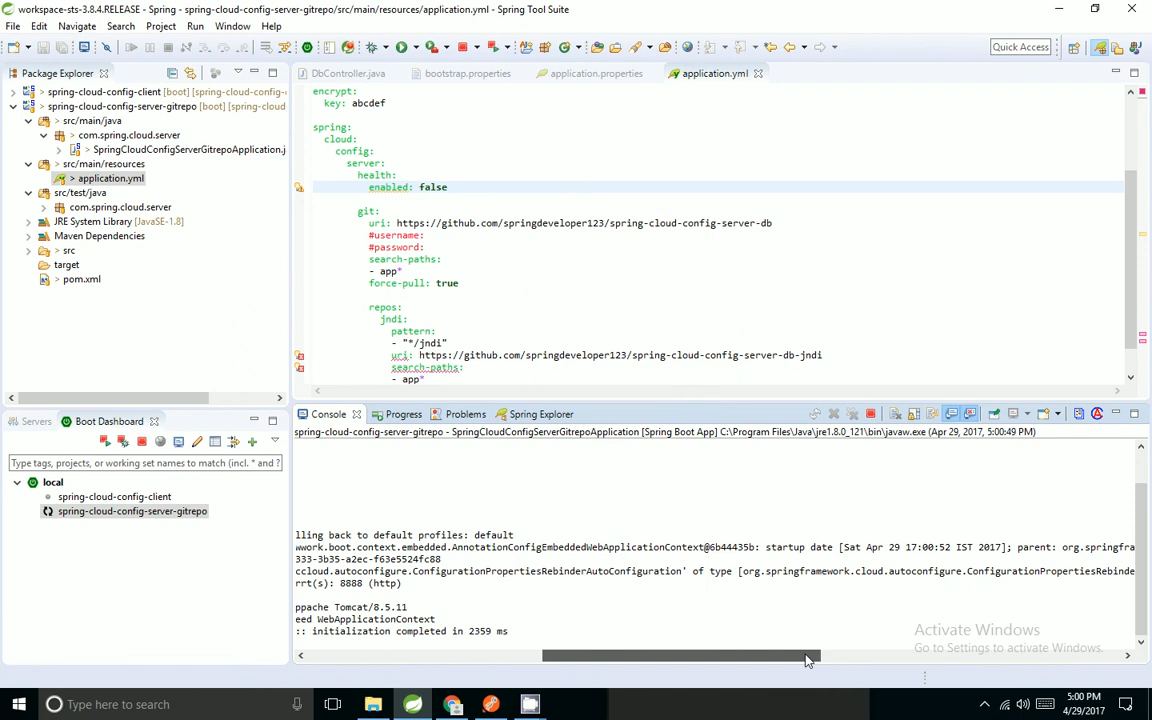 workspace-sts-3.8.4.RELEASE - Spring - spring-cloud-config-gitrepo/src/main/resources/application.yml - Spring Tool Suite
File Edit Navigate Search Project Run Window Help
Quick Access
Package Explorer
DbController.java bootstrap.properties application.properties application.yml
> spring-cloud-config-client [boot] [spring-cloud-config-
> spring-cloud-config-server-gitrepo [boot] [spring-cloud
> src/main/java
> com.spring.cloud.server
> SpringCloudConfigServerGitrepoApplication.j
> src/main/resources
> application.yml
src/test/java
com.spring.cloud.server
JRE System Library [JavaSE-1.8]
Maven Dependencies
> src
target
> pom.xml
encrypt:
key: abcdef
spring:
cloud:
config:
server:
health:
enabled: false
git:
uri: https://github.com/springdeveloper123/spring-cloud-config-server-db
#username:
#password:
search-paths:
- app*
force-pull: true
repos:
jndi:
pattern:
- "*/jndi"
uri: https://github.com/springdeveloper123/spring-cloud-config-server-db-jndi
search-paths:
- app*
Servers Boot Dashboard
Type tags, projects, or working set names to match (incl. * and ?
local
spring-cloud-config-client
spring-cloud-config-server-gitrepo
Console Progress Problems Spring Explorer
spring-cloud-config-server-gitrepo - SpringCloudConfigServerGitrepoApplication [Spring Boot App] C:\Program Files\Java\jre1.8.0_121\bin\javaw.exe (Apr 29, 2017, 5:00:49 PM)
lling back to default profiles: default
work.boot.context.embedded.AnnotationConfigEmbeddedWebApplicationContext@6b44435b: startup date [Sat Apr 29 17:00:52 IST 2017]; parent: org.springfra
333-3b35-a2ec-f63e5524fc88
cloud.autoconfigure.ConfigurationPropertiesRebinderAutoConfiguration' of type [org.springframework.cloud.autoconfigure.ConfigurationPropertiesRebinde
rt(s): 8888 (http)
pache Tomcat/8.5.11
ed WebApplicationContext
: initialization completed in 2359 ms
Activate Windows
Go to Settings to activate Windows.
Type here to search
5:00 PM
4/29/2017